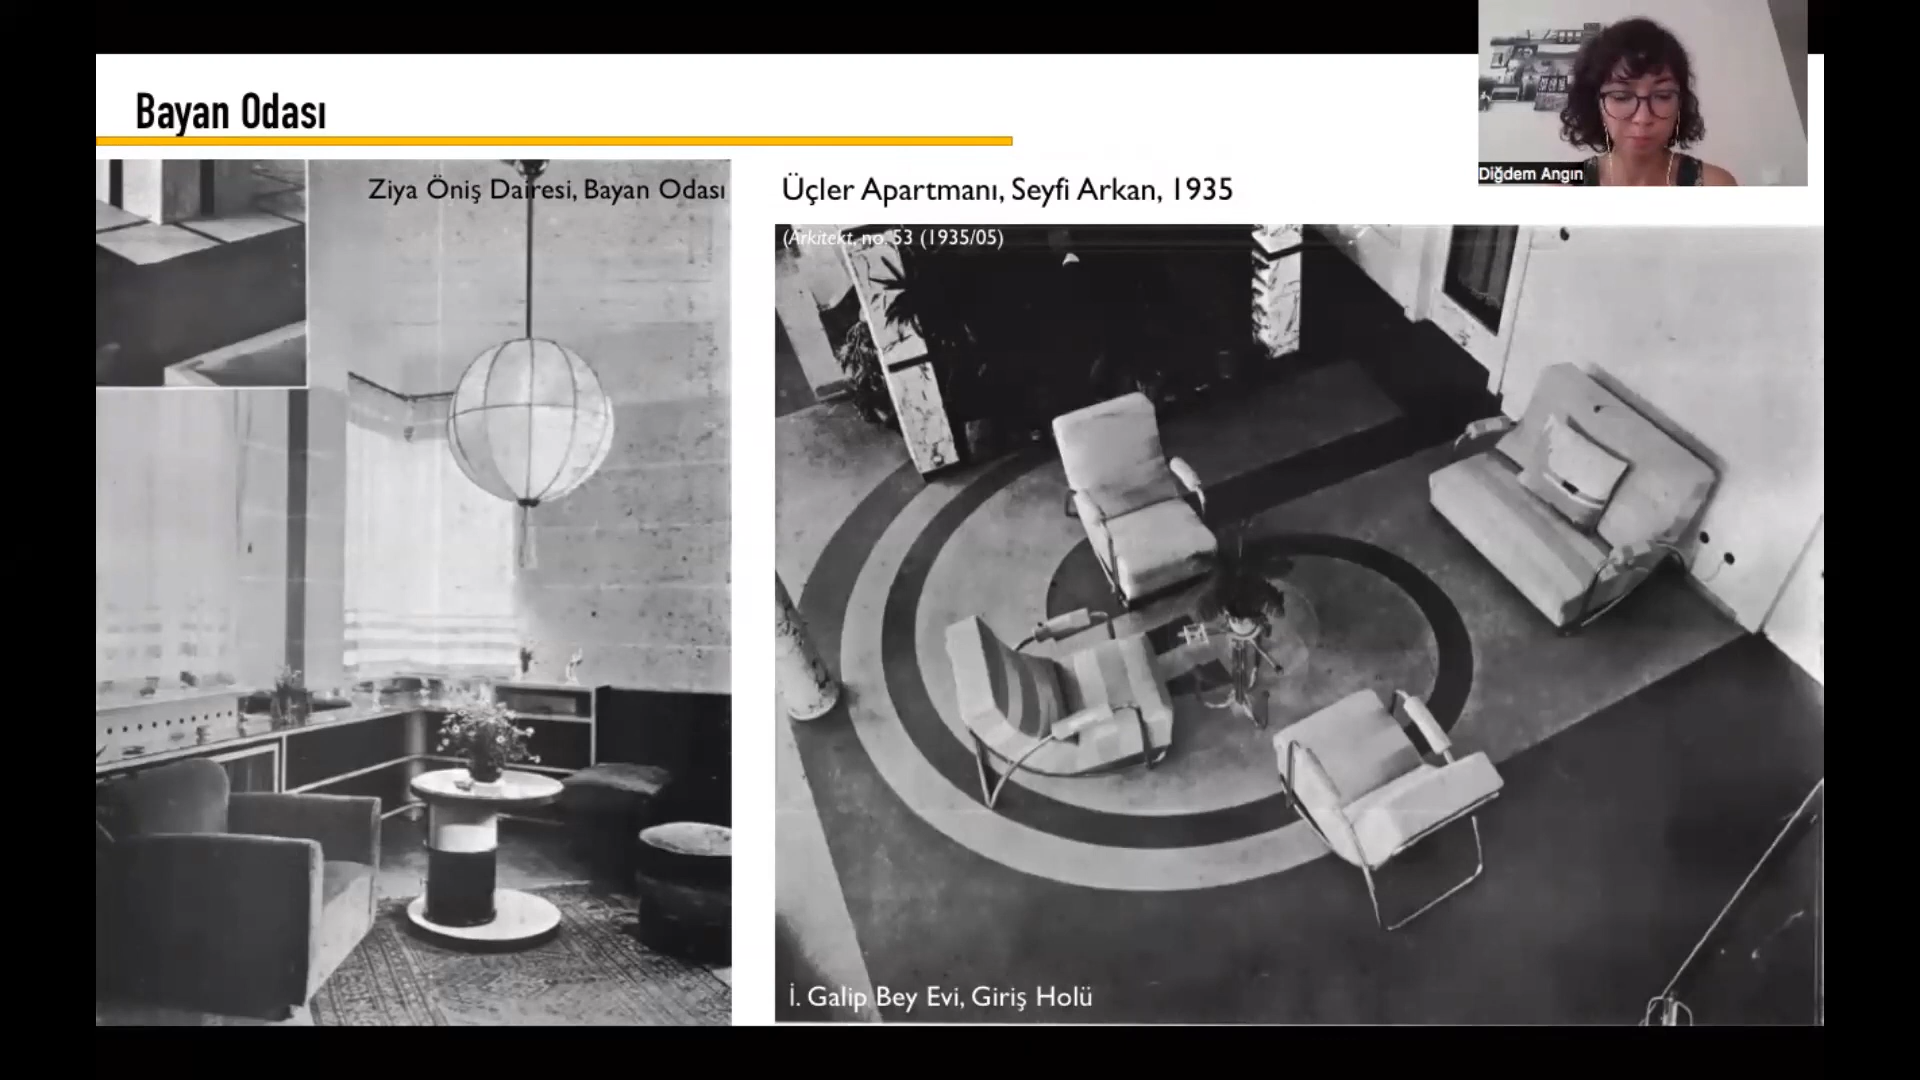 Bayan Odası
Ziya Öniş Dairesi, Bayan Odası
Üçler Apartmanı, Seyfi Arkan, 1935
(Arkitekt, no. 53 (1935/05)
İ. Galip Bey Evi, Giriş Holü
Diğdem Angın